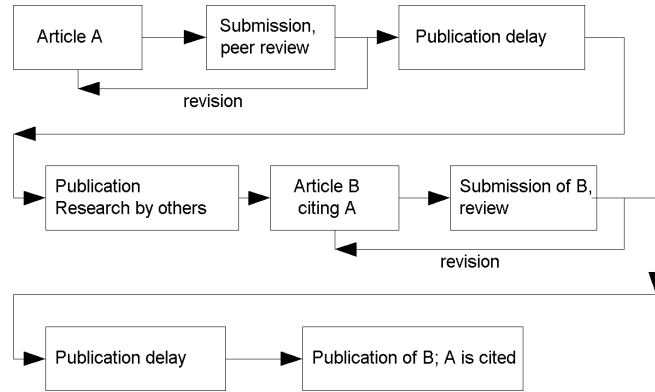 Article A
Submission,
peer review
Publication delay
revision
Publication
Research by others
Article B
citing A
Submission of B,
review
revision
Publication delay
Publication of B; A is cited